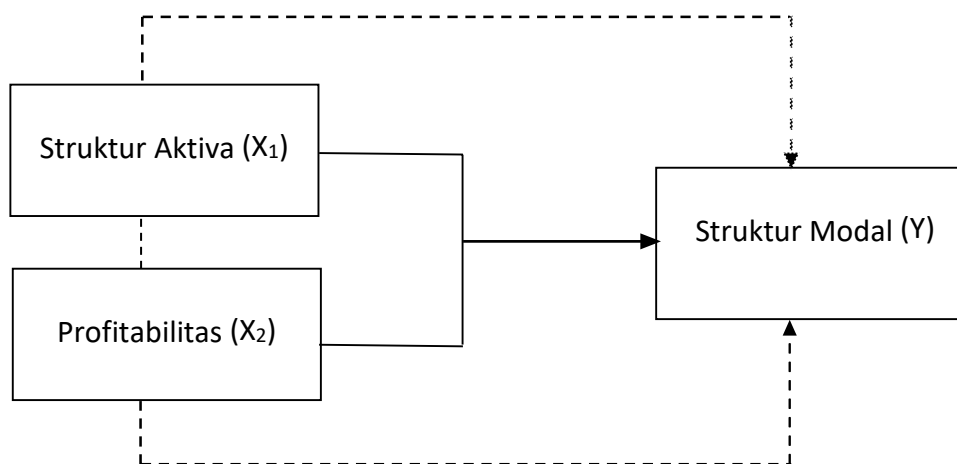 Struktur Aktiva (X₁)
Struktur Modal (Y)
Profitabilitas (X₂)